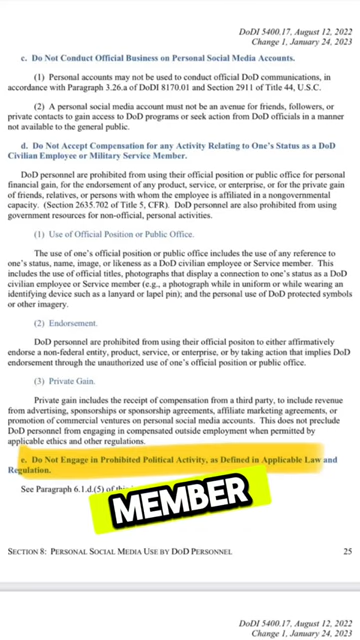 DoDI 5400.17, August 12, 2022
Change 1, January 24, 2023
c. Do Not Conduct Official Business on Personal Social Media Accounts.
(1) Personal accounts may not be used to conduct official DoD communications, in
accordance with Paragraph 3.26.a of DoDI 8170.01 and Section 2911 of Title 44, U.S.C.
(2) A personal social media account must not be an avenue for friends, followers, or
private contacts to gain access to DoD programs or seek action from DoD officials in a manner
not available to the general public.
d. Do Not Accept Compensation for any Activity Relating to One's Status as a DoD
Civilian Employee or Military Service Member.
DoD personnel are prohibited from using their official position or public office for personal
financial gain, for the endorsement of any product, service, or enterprise, or for the private gain
of friends, relatives, or persons with whom the employee is affiliated in a nongovernmental
capacity. (Section 2635.702 of Title 5, CFR). DoD personnel are also prohibited from using
government resources for non-official, personal activities.
(1) Use of Official Position or Public Office.
The use of one's official position or public office includes the use of any reference to
one's status, name, image, or likeness as a DoD civilian employee or Service member. This
includes the use of official titles, photographs that display a connection to one's status as a DoD
civilian employee or Service member (e.g., a photograph while in uniform or while wearing an
identifying device such as a lanyard or lapel pin); and the personal use of DoD protected symbols
or other imagery.
(2) Endorsement.
DoD personnel are prohibited from using their official positon to either affirmatively
endorse a non-federal entity, product, service, or enterprise, or by taking action that implies DoD
endorsement through the unauthorized use of one's official position or public office.
(3) Private Gain.
Private gain includes the receipt of compensation from a third party, to include revenue
from advertising, sponsorships or sponsorship agreements, affiliate marketing agreements, or
promotion of commercial ventures on personal social media accounts. This does not preclude
DoD personnel from engaging in compensated outside employment when permitted by
applicable ethics and other regulations.
e. Do Not Engage in Prohibited Political Activity, as Defined in Applicable Law and
Regulation.
See Paragraph 6.1.d.(5) of this
MEMBER
SECTION 8: PERSONAL SOCIAL MEDIA USE BY DOD PERSONNEL 25
DoDI 5400.17, August 12, 2022
Change 1, January 24, 2023